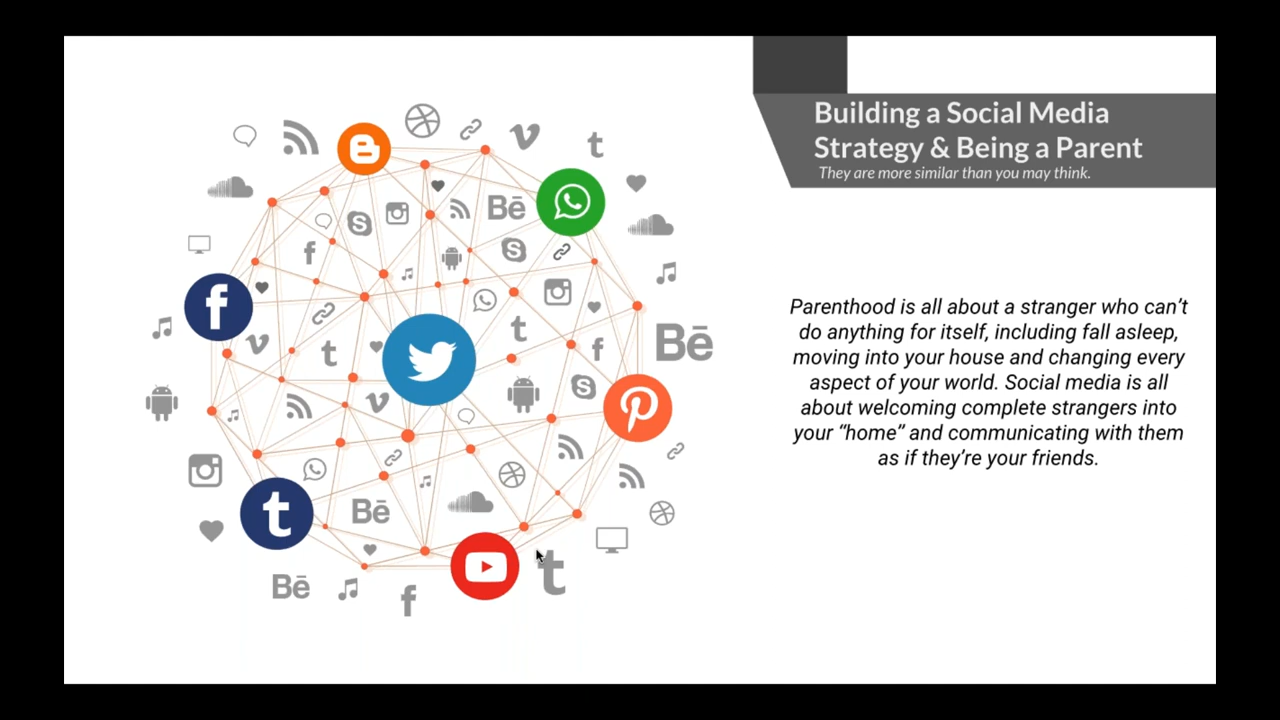 Building a Social Media
Strategy & Being a Parent
They are more similar than you may think.
Parenthood is all about a stranger who can’t
do anything for itself, including fall asleep,
moving into your house and changing every
aspect of your world. Social media is all
about welcoming complete strangers into
your “home” and communicating with them
as if they’re your friends.